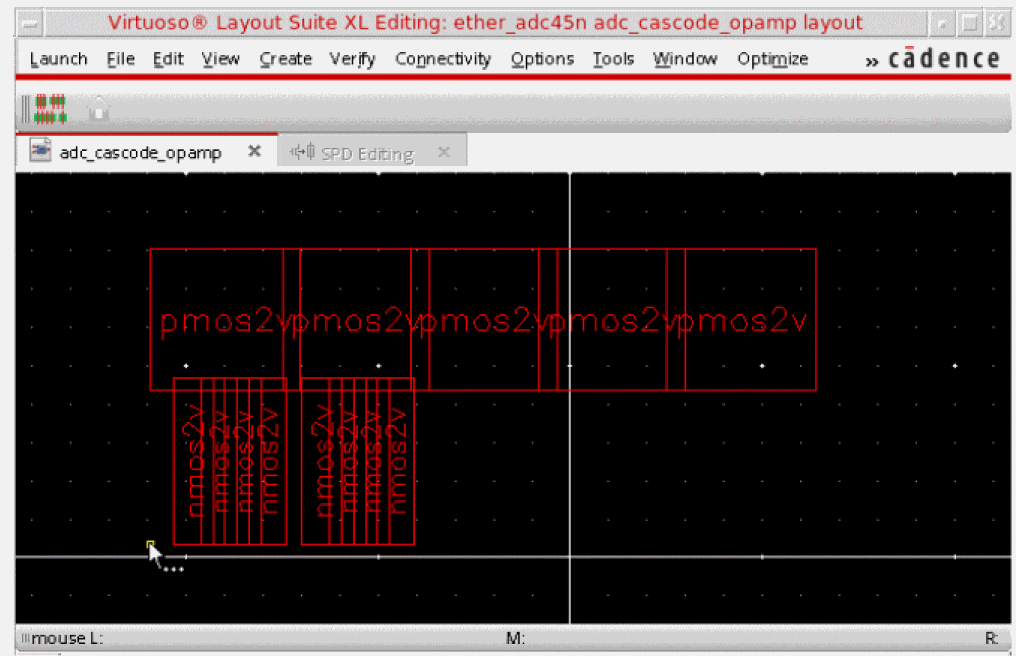 Virtuoso® Layout Suite XL Editing: ether_adc45n adc_cascode_opamp layout
Launch File Edit View Create Verify Connectivity Options Tools Window Optimize » cādence
adc_cascode_opamp SPD Editing
pmos2v pmos2v pmos2v pmos2v pmos2v
nmos2v nmos2v nmos2v nmos2v nmos2v nmos2v nmos2v nmos2v
mouse L: M: R: